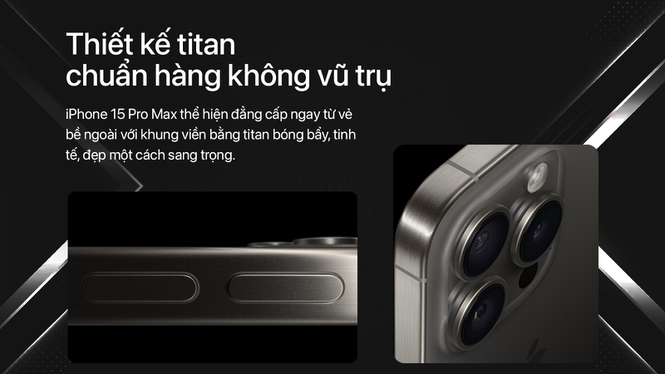 Thiết kế titan
chuẩn hàng không vũ trụ
iPhone 15 Pro Max thể hiện đẳng cấp ngay từ vẻ
bề ngoài với khung viền bằng titan bóng bẩy, tinh
tế, đẹp một cách sang trọng.